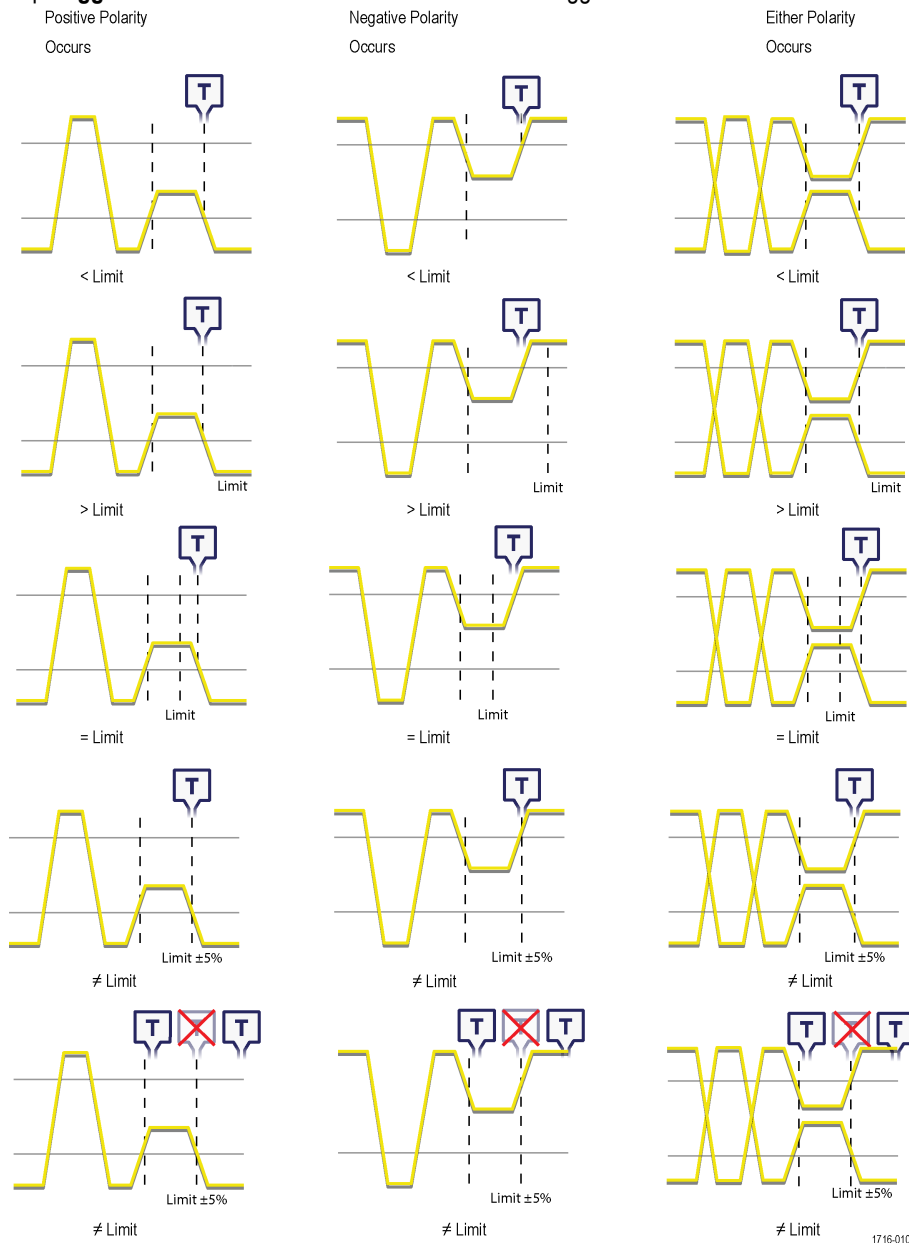 Positive Polarity Negative Polarity Either Polarity
Occurs Occurs Occurs
T T T
< Limit < Limit < Limit
T T T
Limit Limit Limit
> Limit > Limit > Limit
T T T
Limit Limit Limit
= Limit = Limit = Limit
T T T
Limit ±5% Limit ±5% Limit ±5%
≠ Limit ≠ Limit ≠ Limit
T T T T T T T T T
Limit ±5% Limit ±5% Limit ±5%
≠ Limit ≠ Limit ≠ Limit
1716-010